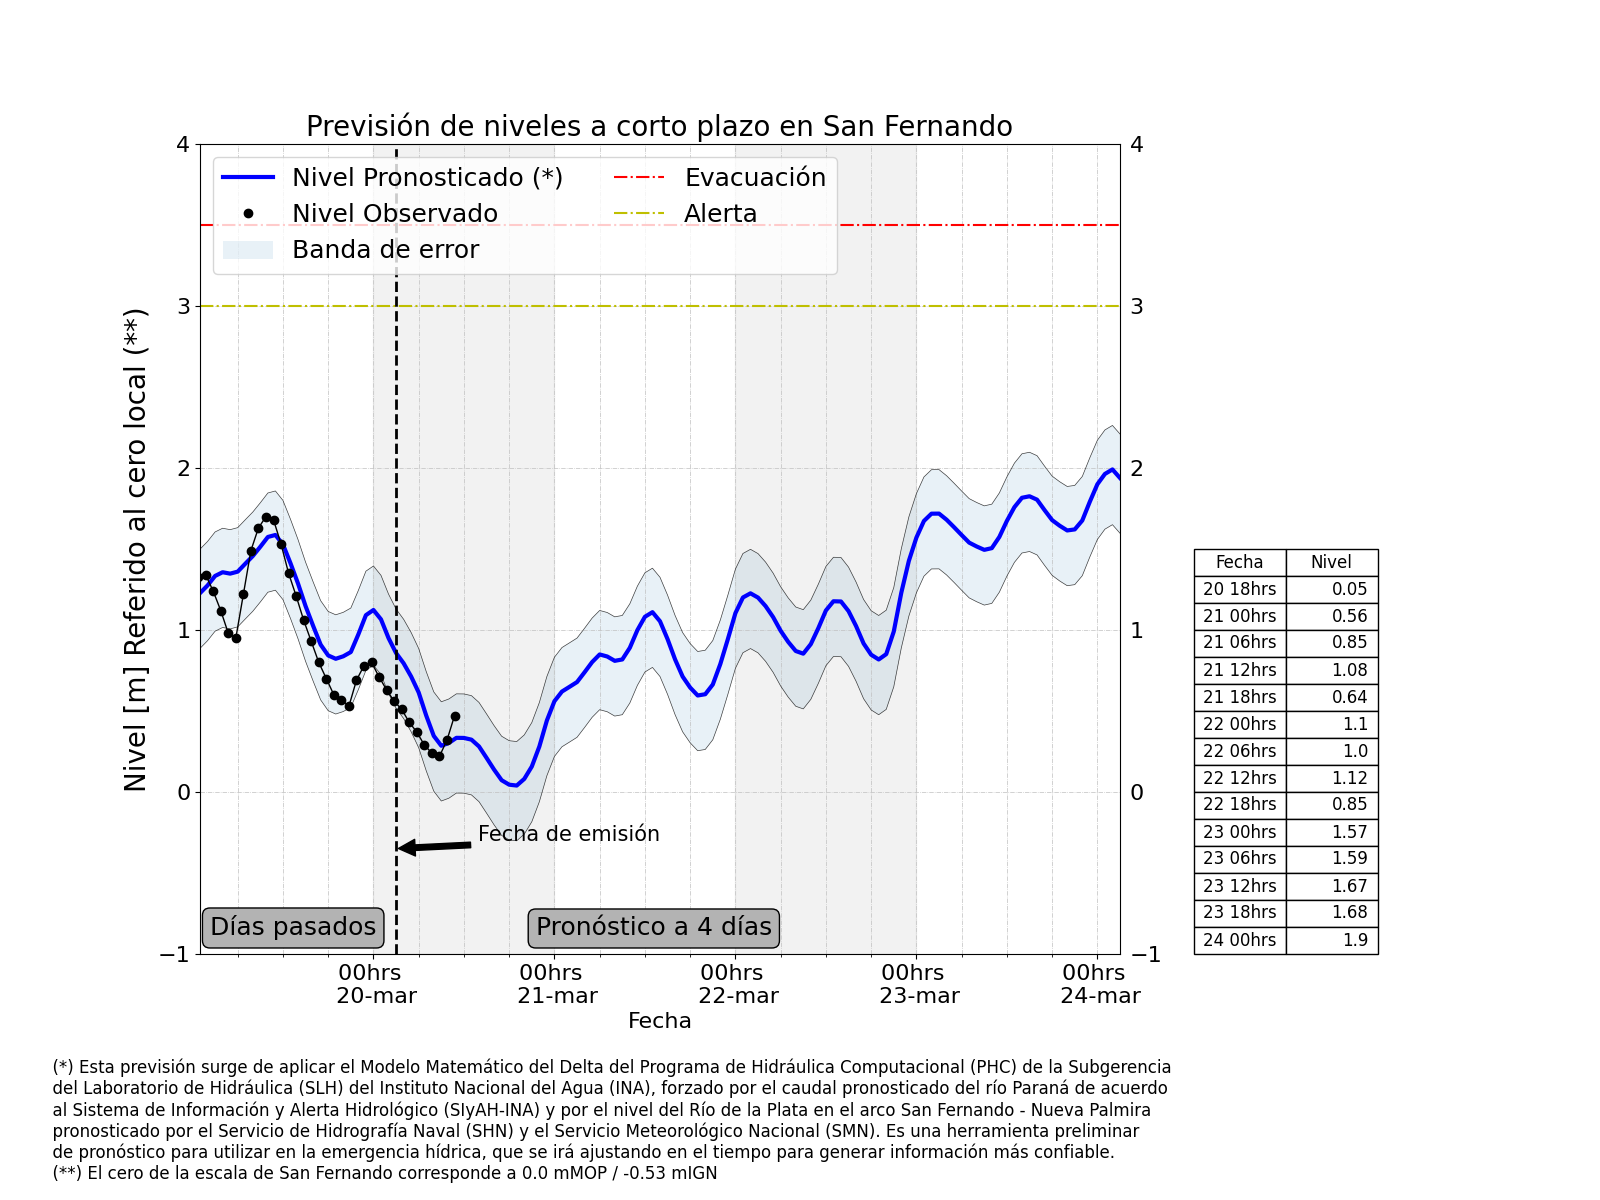 Previsión de niveles a corto plazo en San Fernando
Nivel Pronosticado (*)
Nivel Observado
Banda de error
Evacuación
Alerta
4
3
2
1
0
−1
4
3
2
1
0
−1
Nivel [m] Referido al cero local (**)
Fecha de emisión
Días pasados
Pronóstico a 4 días
00hrs
20-mar
00hrs
21-mar
00hrs
22-mar
00hrs
23-mar
00hrs
24-mar
Fecha
Fecha Nivel
20 18hrs 0.05
21 00hrs 0.56
21 06hrs 0.85
21 12hrs 1.08
21 18hrs 0.64
22 00hrs 1.1
22 06hrs 1.0
22 12hrs 1.12
22 18hrs 0.85
23 00hrs 1.57
23 06hrs 1.59
23 12hrs 1.67
23 18hrs 1.68
24 00hrs 1.9
(*) Esta previsión surge de aplicar el Modelo Matemático del Delta del Programa de Hidráulica Computacional (PHC) de la Subgerencia
del Laboratorio de Hidráulica (SLH) del Instituto Nacional del Agua (INA), forzado por el caudal pronosticado del río Paraná de acuerdo
al Sistema de Información y Alerta Hidrológico (SIyAH-INA) y por el nivel del Río de la Plata en el arco San Fernando - Nueva Palmira
pronosticado por el Servicio de Hidrografía Naval (SHN) y el Servicio Meteorológico Nacional (SMN). Es una herramienta preliminar
de pronóstico para utilizar en la emergencia hídrica, que se irá ajustando en el tiempo para generar información más confiable.
(**) El cero de la escala de San Fernando corresponde a 0.0 mMOP / -0.53 mIGN